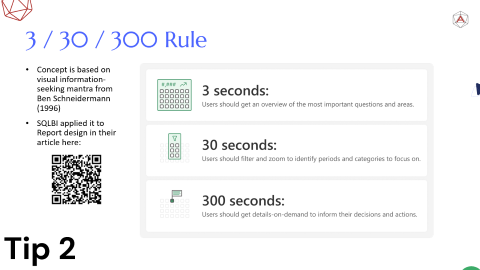 3 / 30 / 300 Rule
• Concept is based on
visual information-
seeking mantra from
Ben Schneidermann
(1996)
• SQLBI applied it to
Report design in their
article here:
3 seconds:
Users should get an overview of the most important questions and areas.
30 seconds:
Users should filter and zoom to identify periods and categories to focus on.
300 seconds:
Users should get details-on-demand to inform their decisions and actions.
Tip 2